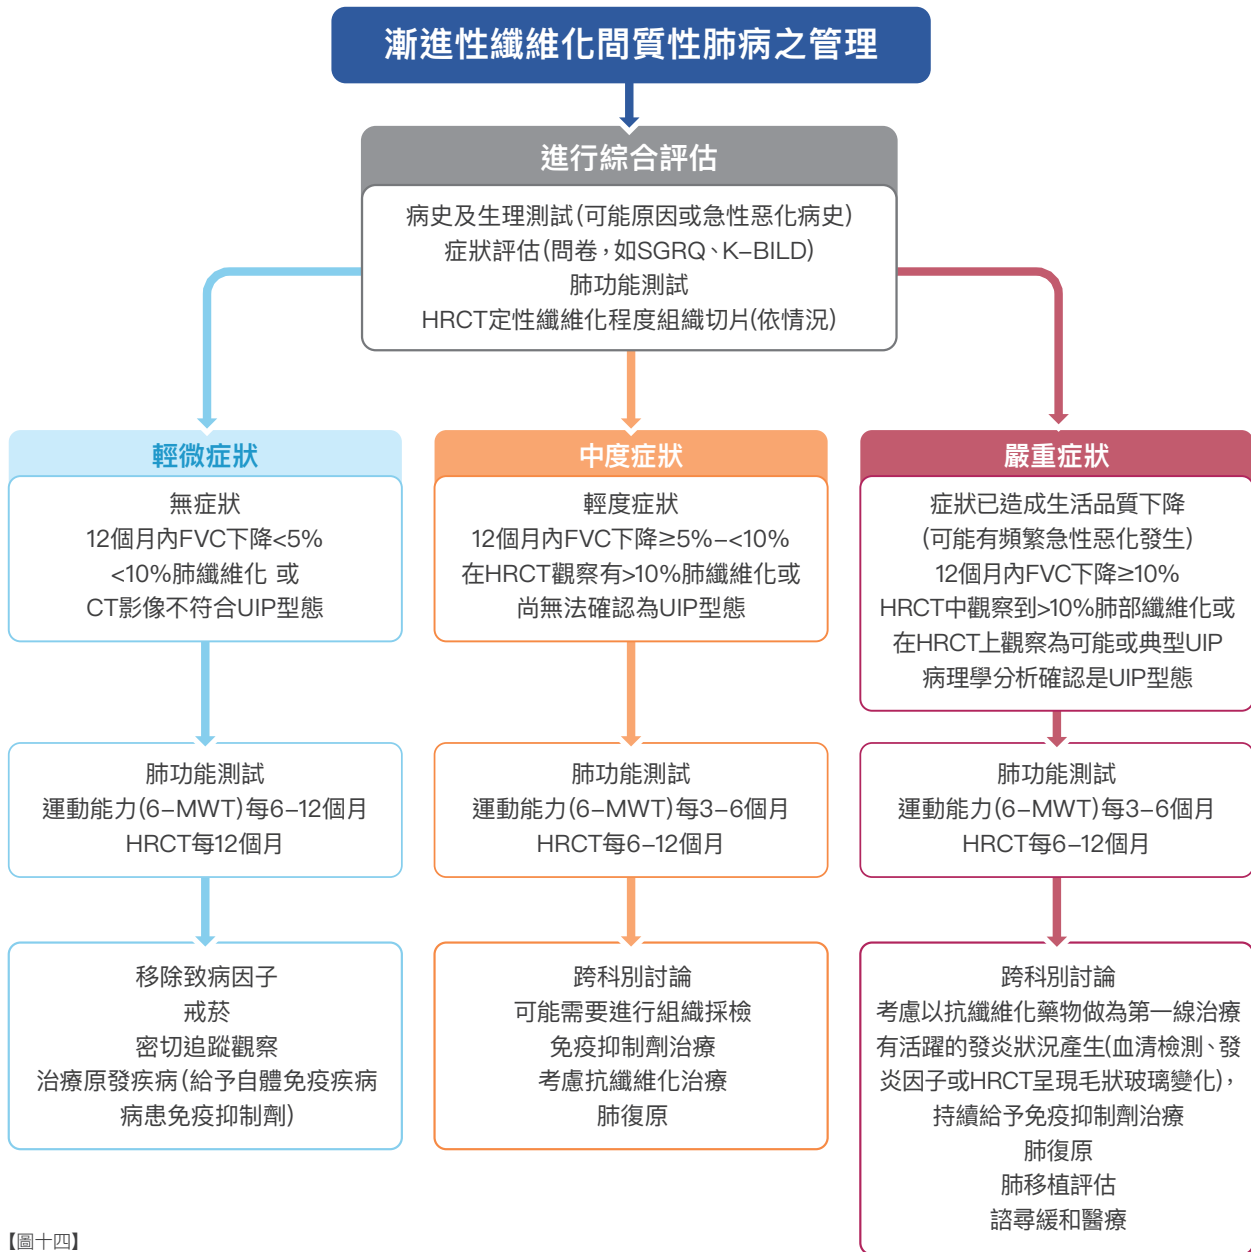 漸進性纖維化間質性肺病之管理
進行綜合評估
病史及生理測試(可能原因或急性惡化病史)
症狀評估(問卷，如SGRQ、K-BILD)
肺功能測試
HRCT定性纖維化程度組織切片(依情況)
輕微症狀
無症狀
12個月內FVC下降<5%
<10%肺纖維化 或
CT影像不符合UIP型態
肺功能測試
運動能力(6-MWT)每6-12個月
HRCT每12個月
移除致病因子
戒菸
密切追蹤觀察
治療原發疾病(給予自體免疫疾病
病患免疫抑制劑)
中度症狀
輕度症狀
12個月內FVC下降≥5%-<10%
在HRCT觀察有>10%肺纖維化或
尚無法確認為UIP型態
肺功能測試
運動能力(6-MWT)每3-6個月
HRCT每6-12個月
跨科別討論
可能需要進行組織採檢
免疫抑制劑治療
考慮抗纖維化治療
肺復原
嚴重症狀
症狀已造成生活品質下降
(可能有頻繁急性惡化發生)
12個月內FVC下降≥10%
HRCT中觀察到>10%肺部纖維化或
在HRCT上觀察為可能或典型UIP
病理學分析確認是UIP型態
肺功能測試
運動能力(6-MWT)每3-6個月
HRCT每6-12個月
跨科別討論
考慮以抗纖維化藥物做為第一線治療
有活躍的發炎狀況產生(血清檢測、發
炎因子或HRCT呈現毛狀玻璃變化)，
持續給予免疫抑制劑治療
肺復原
肺移植評估
諮尋緩和醫療
【圖十四】